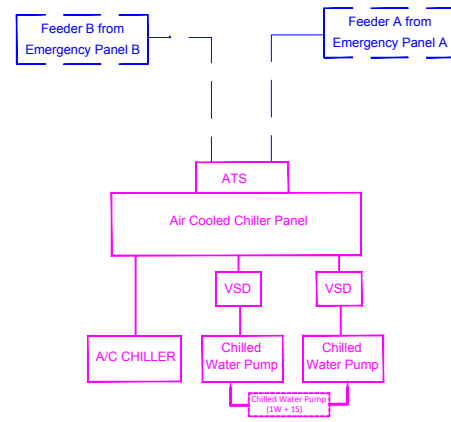 Feeder B from
Emergency Panel B
Feeder A from
Emergency Panel A
ATS
Air Cooled Chiller Panel
VSD
VSD
A/C CHILLER
Chilled
Water Pump
Chilled
Water Pump
Chilled Water Pump
(1W + 1S)